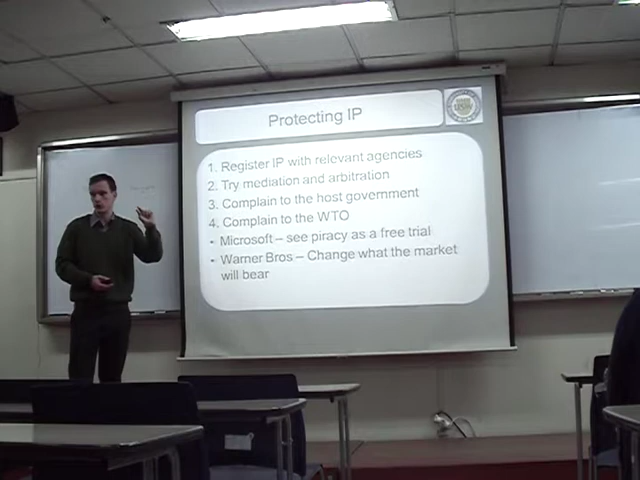 Protecting IP
1. Register IP with relevant agencies
2. Try mediation and arbitration
3. Complain to the host government
4. Complain to the WTO
• Microsoft – see piracy as a free trial
• Warner Bros – Change what the market
will bear